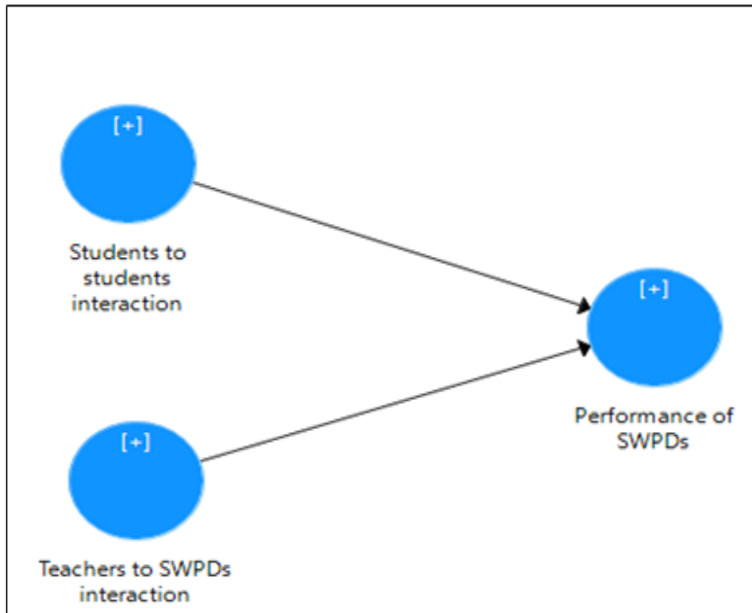 [+]
Students to
students
interaction
[+]
Performance of
SWPDs
[+]
Teachers to SWPDs
interaction